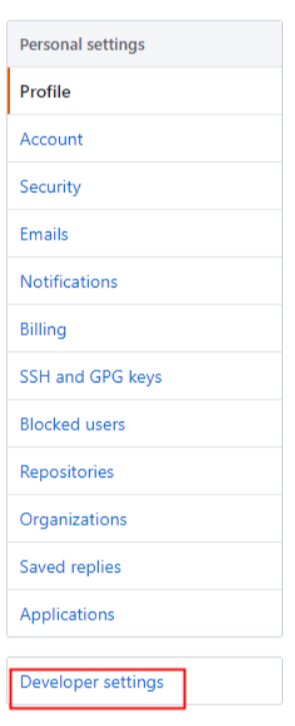 Personal settings
Profile
Account
Security
Emails
Notifications
Billing
SSH and GPG keys
Blocked users
Repositories
Organizations
Saved replies
Applications
Developer settings